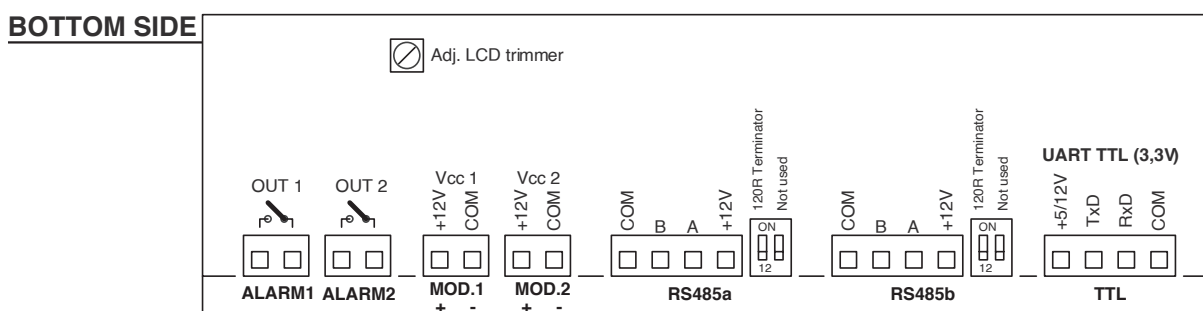 BOTTOM SIDE
Adj. LCD trimmer
OUT 1
OUT 2
Vcc 1
+12V
COM
Vcc 2
+12V
COM
COM
B
A
+12V
120R Terminator
Not used
ON
12
COM
B
A
+12V
120R Terminator
Not used
ON
12
UART TTL (3,3V)
+5/12V
TxD
RxD
COM
ALARM1
ALARM2
MOD.1
+ -
MOD.2
+ -
RS485a
RS485b
TTL